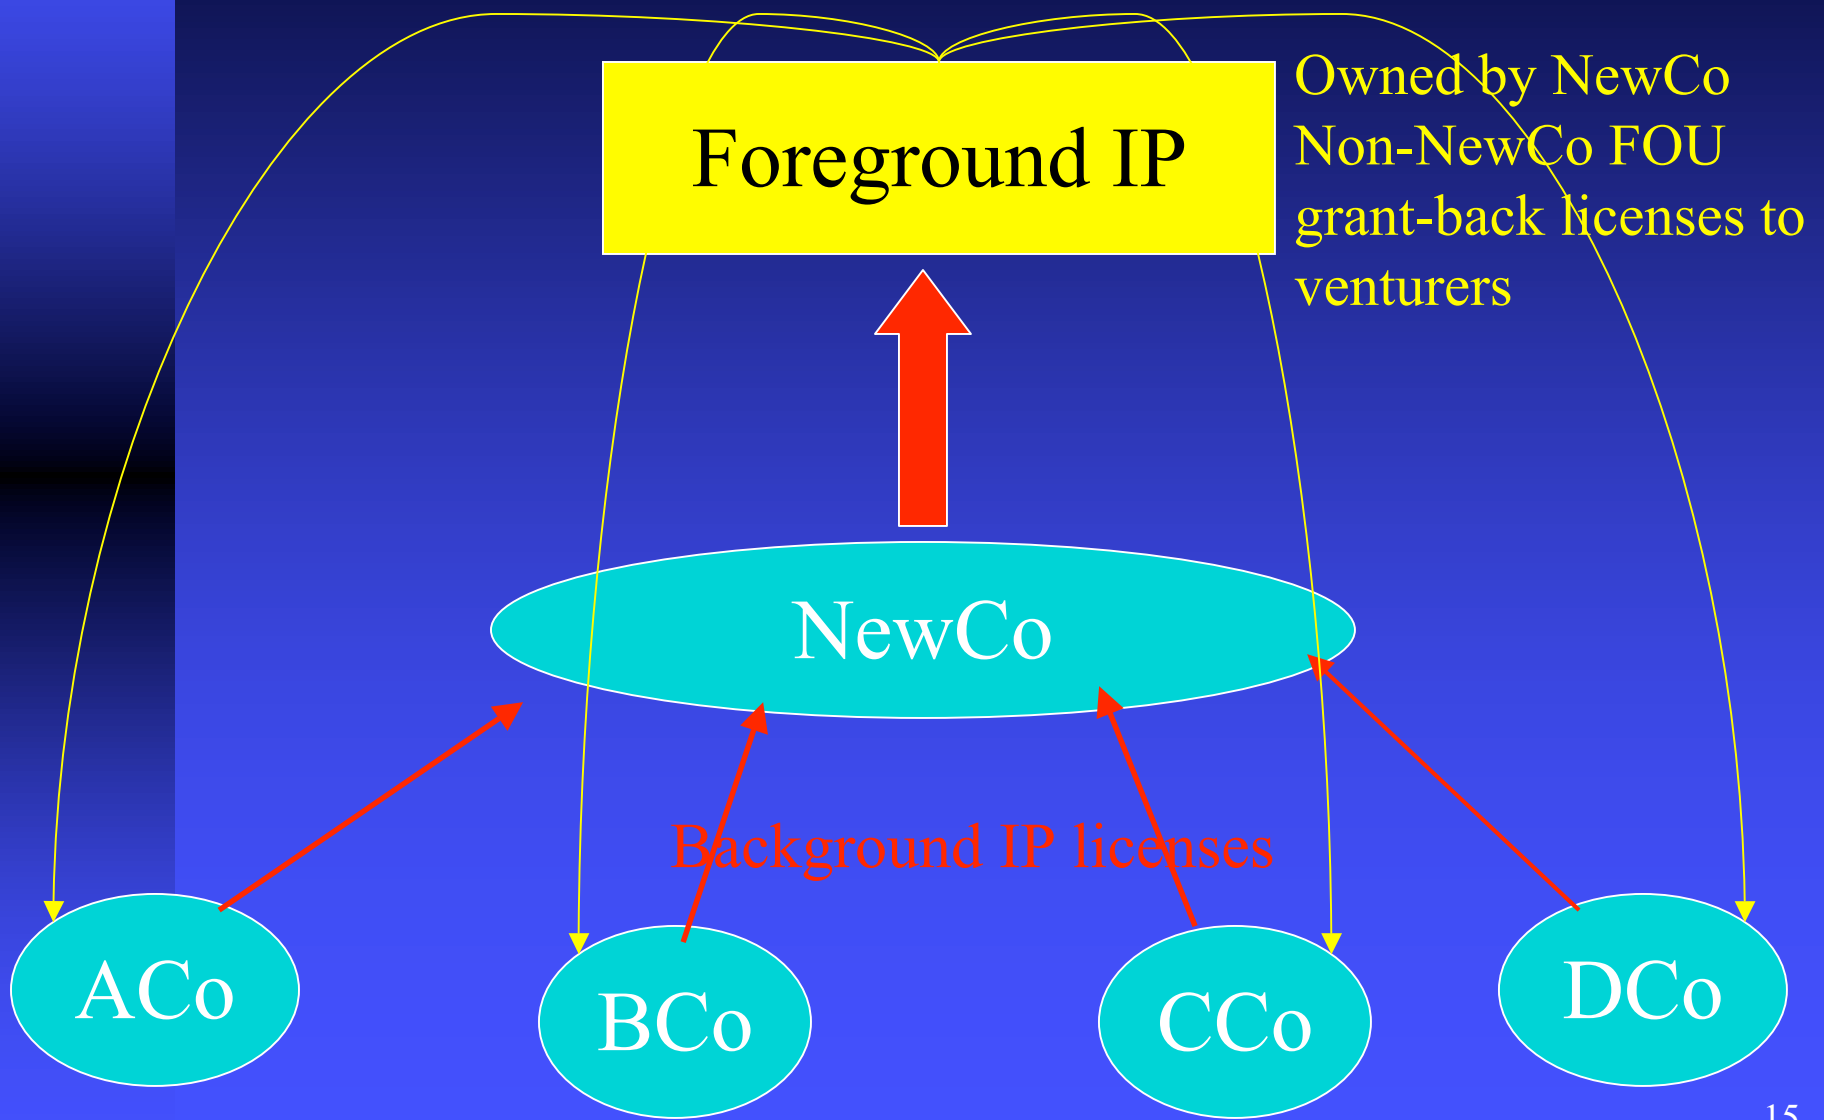 Foreground IP
Owned by NewCo
Non-NewCo FOU
grant-back licenses to
venturers
NewCo
Background IP licenses
ACo
BCo
CCo
DCo
15